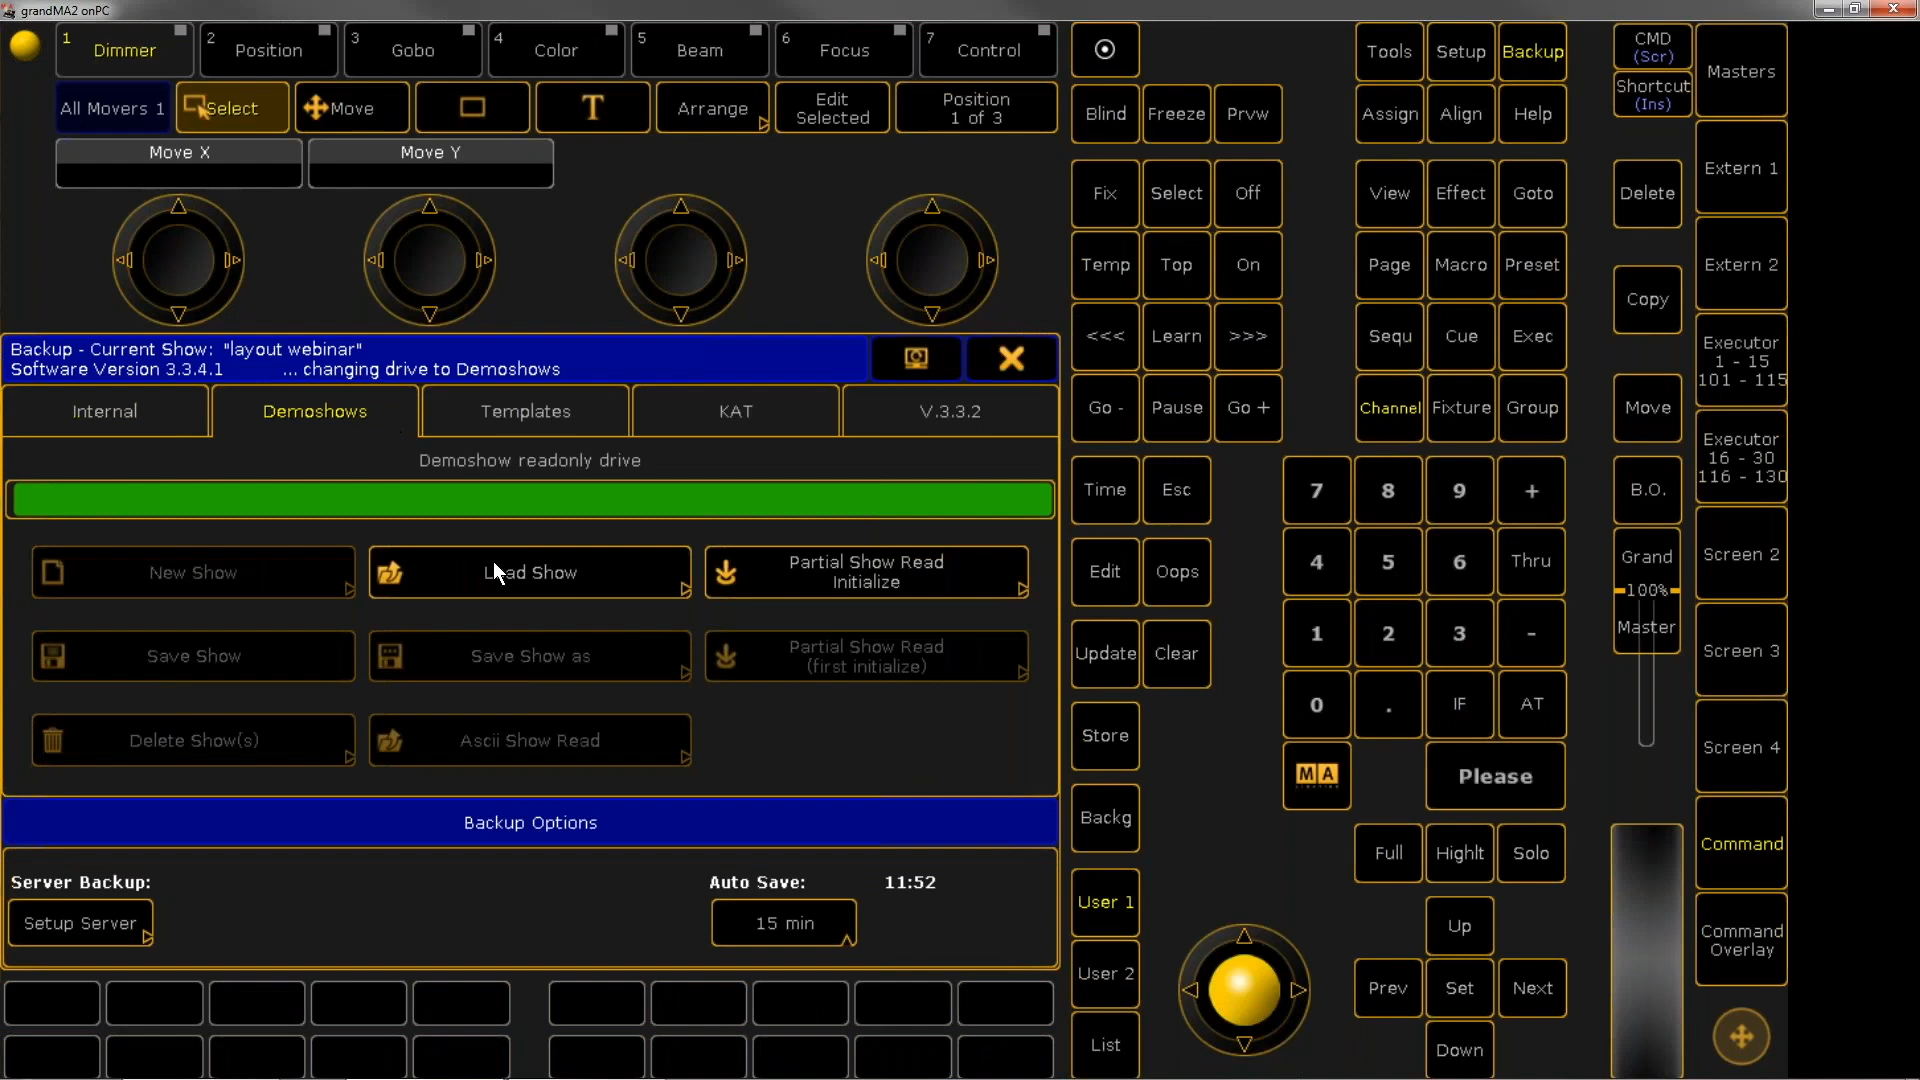 grandMA2 onPC
1 Dimmer
2 Position
3 Gobo
4 Color
5 Beam
6 Focus
7 Control
All Movers 1
Select
Move
T
Arrange
Edit
Selected
Position
1 of 3
Move X
Move Y
Backup - Current Show: "layout webinar"
Software Version 3.3.4.1 ... changing drive to Demoshows
Internal
Demoshows
Templates
KAT
V.3.3.2
Demoshow readonly drive
New Show
Load Show
Partial Show Read
Initialize
Save Show
Save Show as
Partial Show Read
(first initialize)
Delete Show(s)
Ascii Show Read
Backup Options
Server Backup:
Auto Save:
11:52
Setup Server
15 min
Tools
Setup
Backup
Blind
Freeze
Prvw
Assign
Align
Help
Fix
Select
Off
View
Effect
Goto
Temp
Top
On
Page
Macro
Preset
<<<
Learn
>>>
Sequ
Cue
Exec
Go -
Pause
Go +
Channel
Fixture
Group
Time
Esc
7
8
9
+
Edit
Oops
4
5
6
Thru
Update
Clear
1
2
3
-
Store
0
.
IF
AT
MA
Please
Backg
Full
Highlt
Solo
User 1
Up
User 2
Prev
Set
Next
List
Down
CMD
(Scr)
Shortcut
(Ins)
Delete
Copy
Move
B.O.
Grand
100%
Master
Masters
Extern 1
Extern 2
Executor
1 - 15
101 - 115
Executor
16 - 30
116 - 130
Screen 2
Screen 3
Screen 4
Command
Command
Overlay